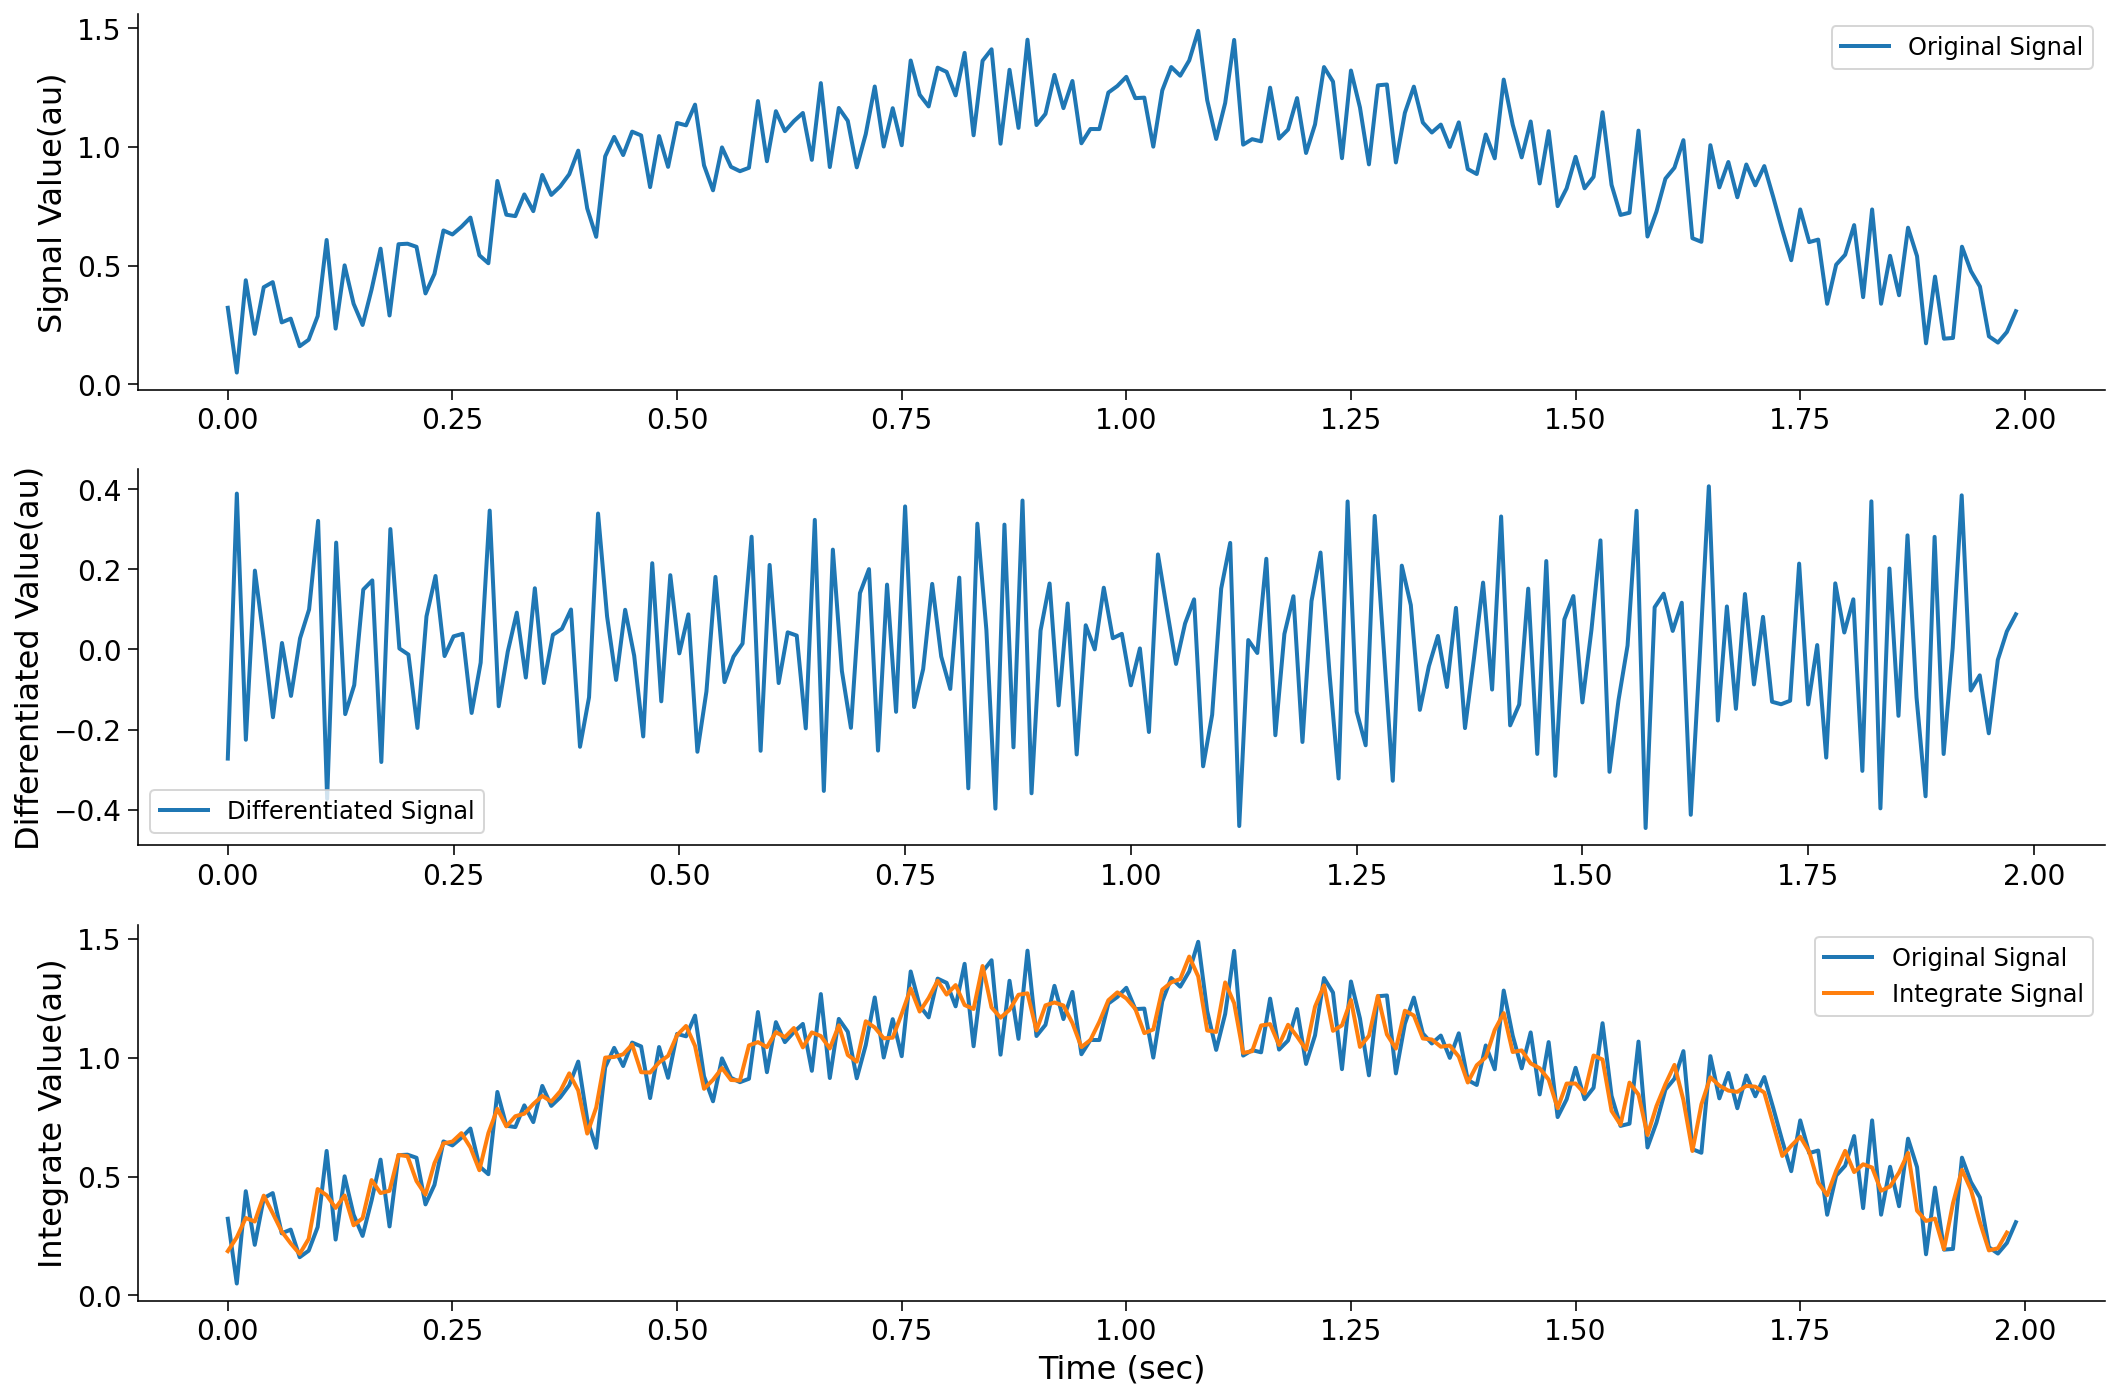 Signal Value(au)
1.5
1.0
0.5
0.0
Original Signal
0.00 0.25 0.50 0.75 1.00 1.25 1.50 1.75 2.00
Differentiated Value(au)
0.4
0.2
0.0
−0.2
−0.4
Differentiated Signal
0.00 0.25 0.50 0.75 1.00 1.25 1.50 1.75 2.00
Integrate Value(au)
1.5
1.0
0.5
0.0
Original Signal
Integrate Signal
0.00 0.25 0.50 0.75 1.00 1.25 1.50 1.75 2.00
Time (sec)